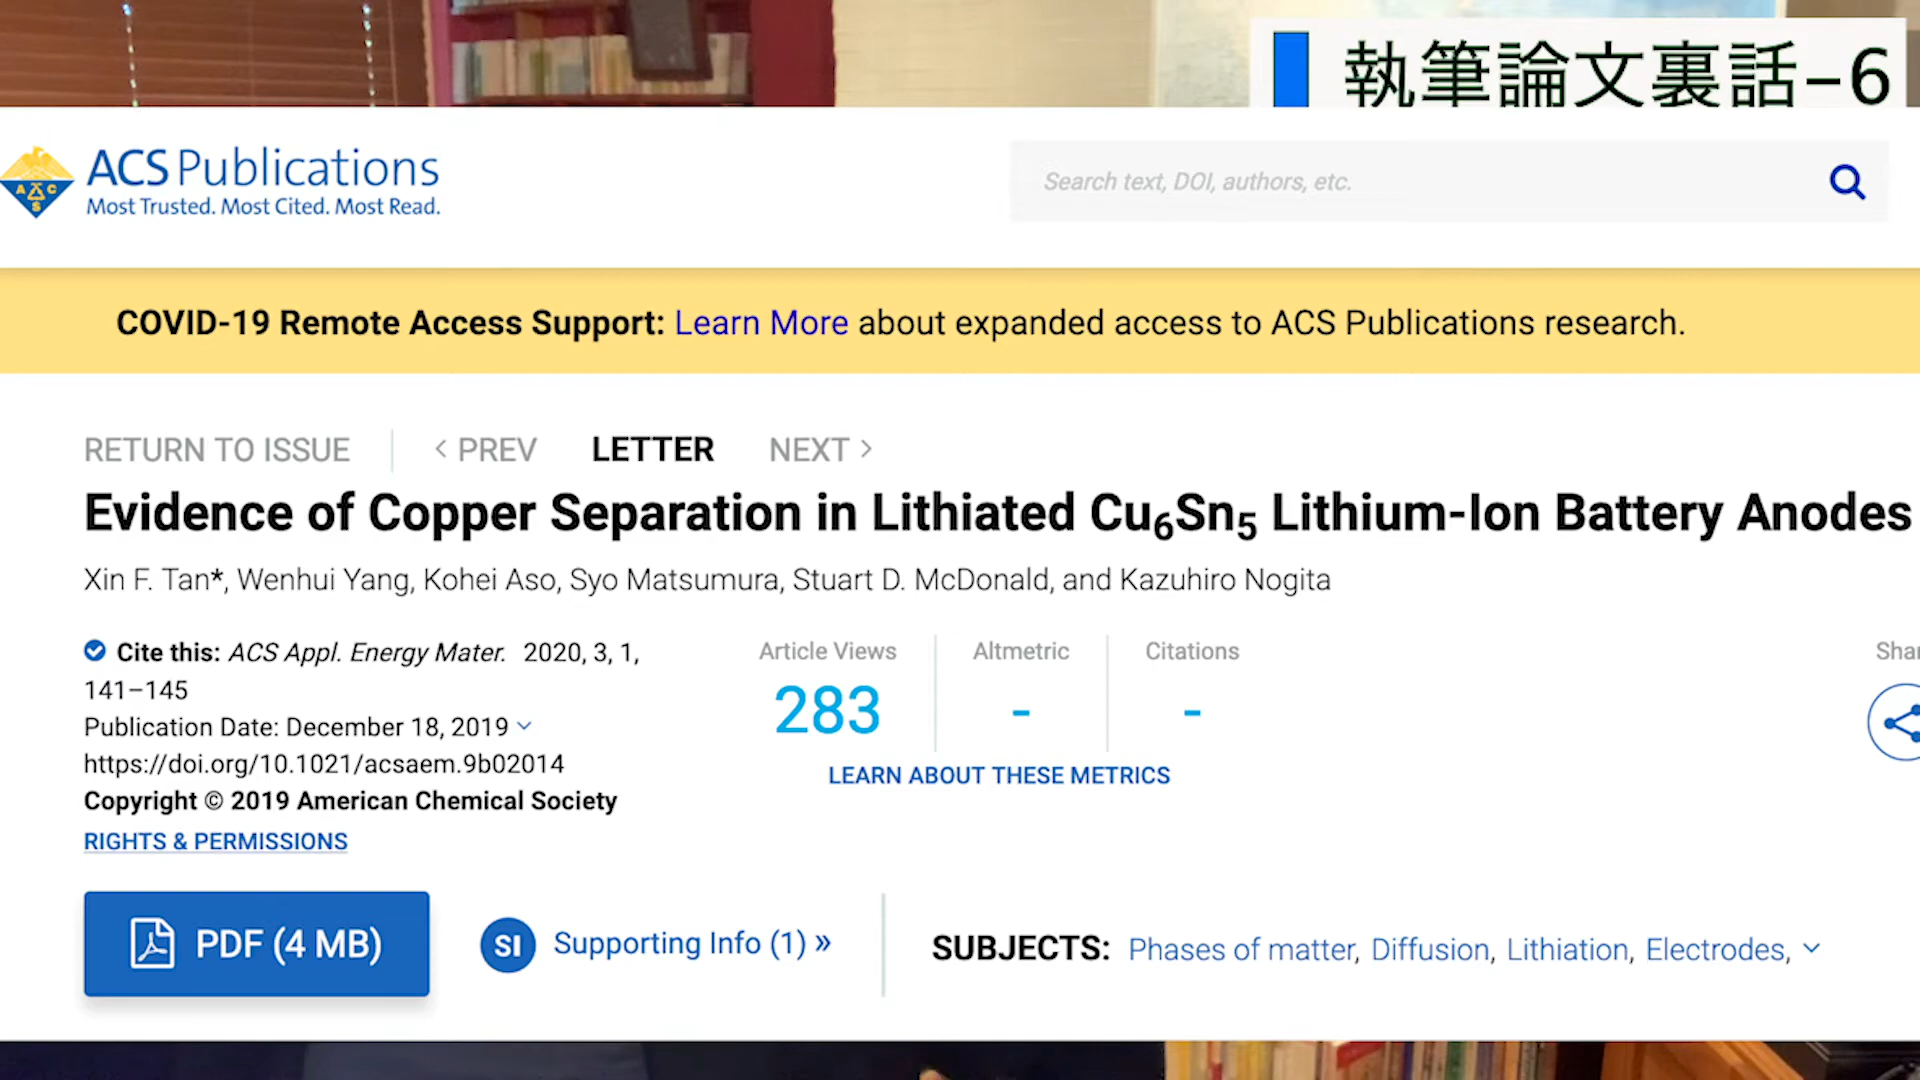 執筆論文裏話-6
ACS Publications
Most Trusted. Most Cited. Most Read.
A C S
Search text, DOI, authors, etc.
COVID-19 Remote Access Support: Learn More about expanded access to ACS Publications research.
RETURN TO ISSUE
< PREV LETTER NEXT >
Evidence of Copper Separation in Lithiated Cu₆Sn₅ Lithium-Ion Battery Anodes
Xin F. Tan*, Wenhui Yang, Kohei Aso, Syo Matsumura, Stuart D. McDonald, and Kazuhiro Nogita
Cite this: ACS Appl. Energy Mater. 2020, 3, 1,
141–145
Publication Date: December 18, 2019
https://doi.org/10.1021/acsaem.9b02014
Copyright © 2019 American Chemical Society
RIGHTS & PERMISSIONS
Article Views Altmetric Citations
283 - -
LEARN ABOUT THESE METRICS
Shar
PDF (4 MB)
SI Supporting Info (1) »
SUBJECTS: Phases of matter, Diffusion, Lithiation, Electrodes,